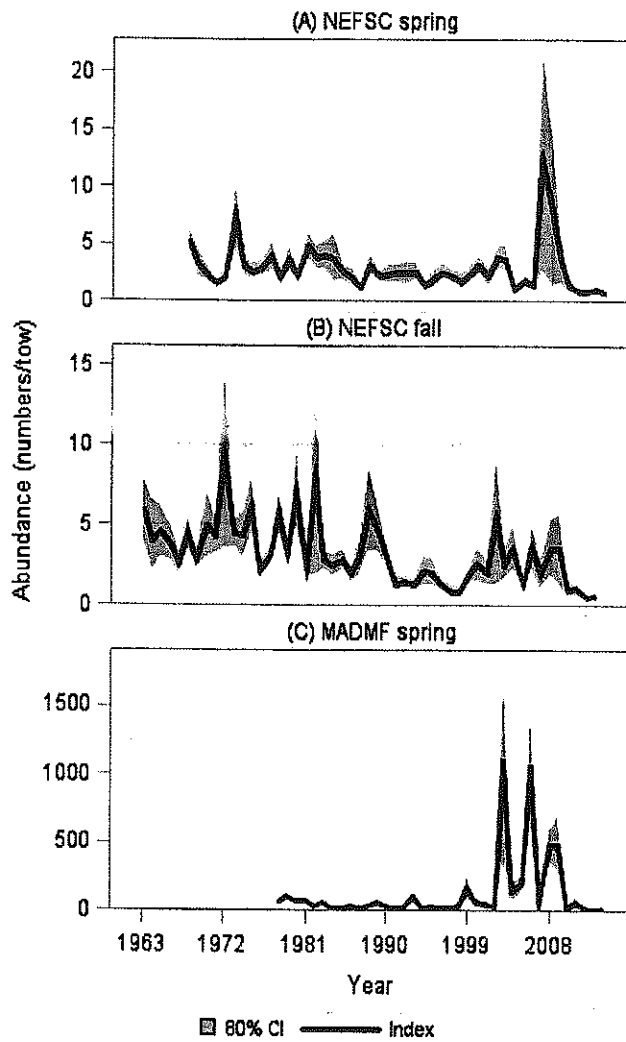 (A) NEFSC spring
20
15
10
5
0
(B) NEFSC fall
15
10
5
0
Abundance (numbers/tow)
(C) MADMF spring
1500
1000
500
0
1963 1972 1981 1990 1999 2008
Year
80% CI Index